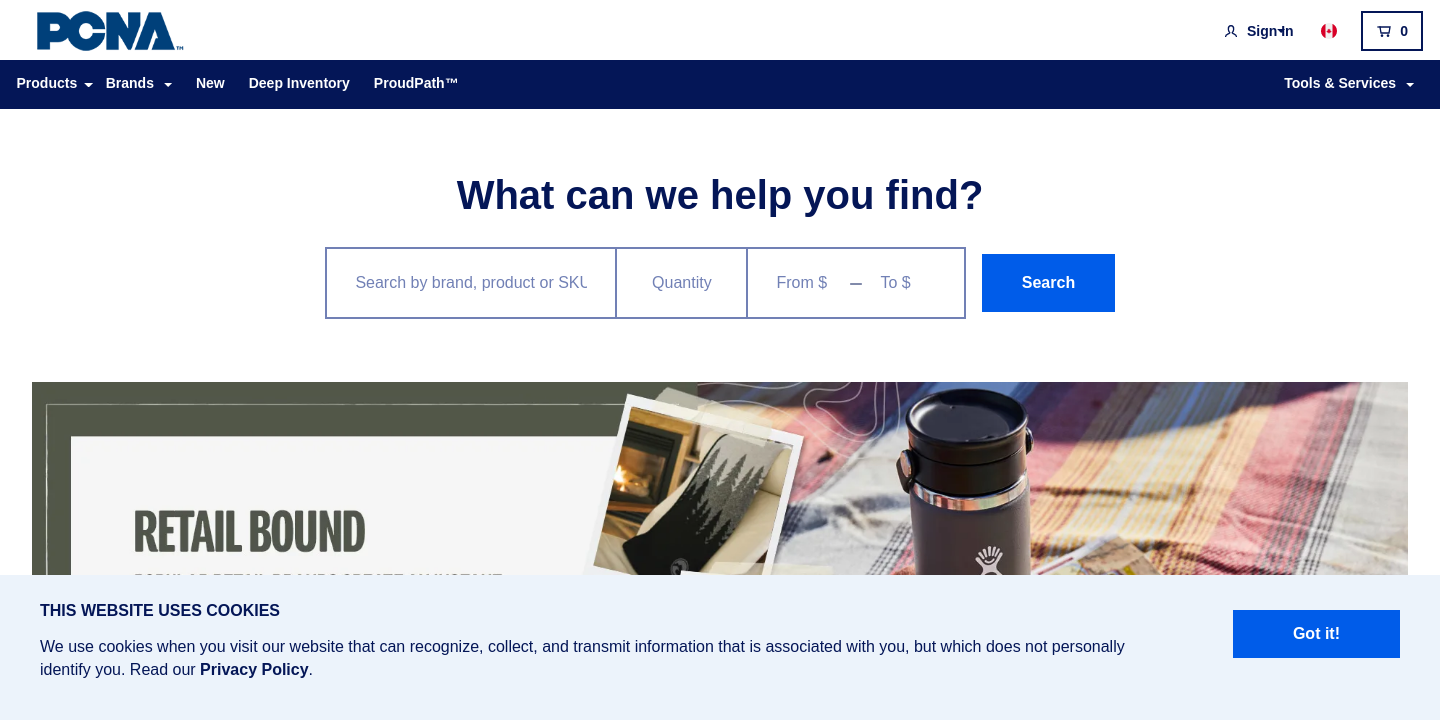 PCNA™
Sign In
0
Products
Brands
New
Deep Inventory
ProudPath™
Tools & Services
What can we help you find?
Search by brand, product or SKU
Quantity
From $
To $
Search
RETAIL BOUND
THIS WEBSITE USES COOKIES
We use cookies when you visit our website that can recognize, collect, and transmit information that is associated with you, but which does not personally
identify you. Read our Privacy Policy.
Got it!